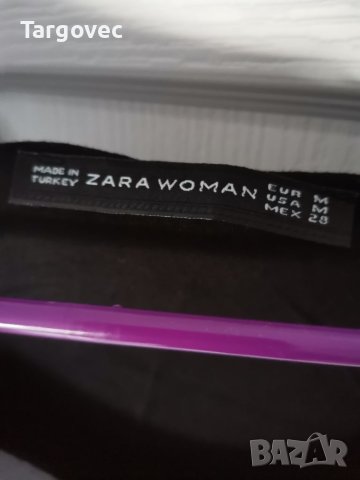 Targovec
MADE IN TURKEY ZARA WOMAN EUR M
USA M
MEX 28
BAZAR